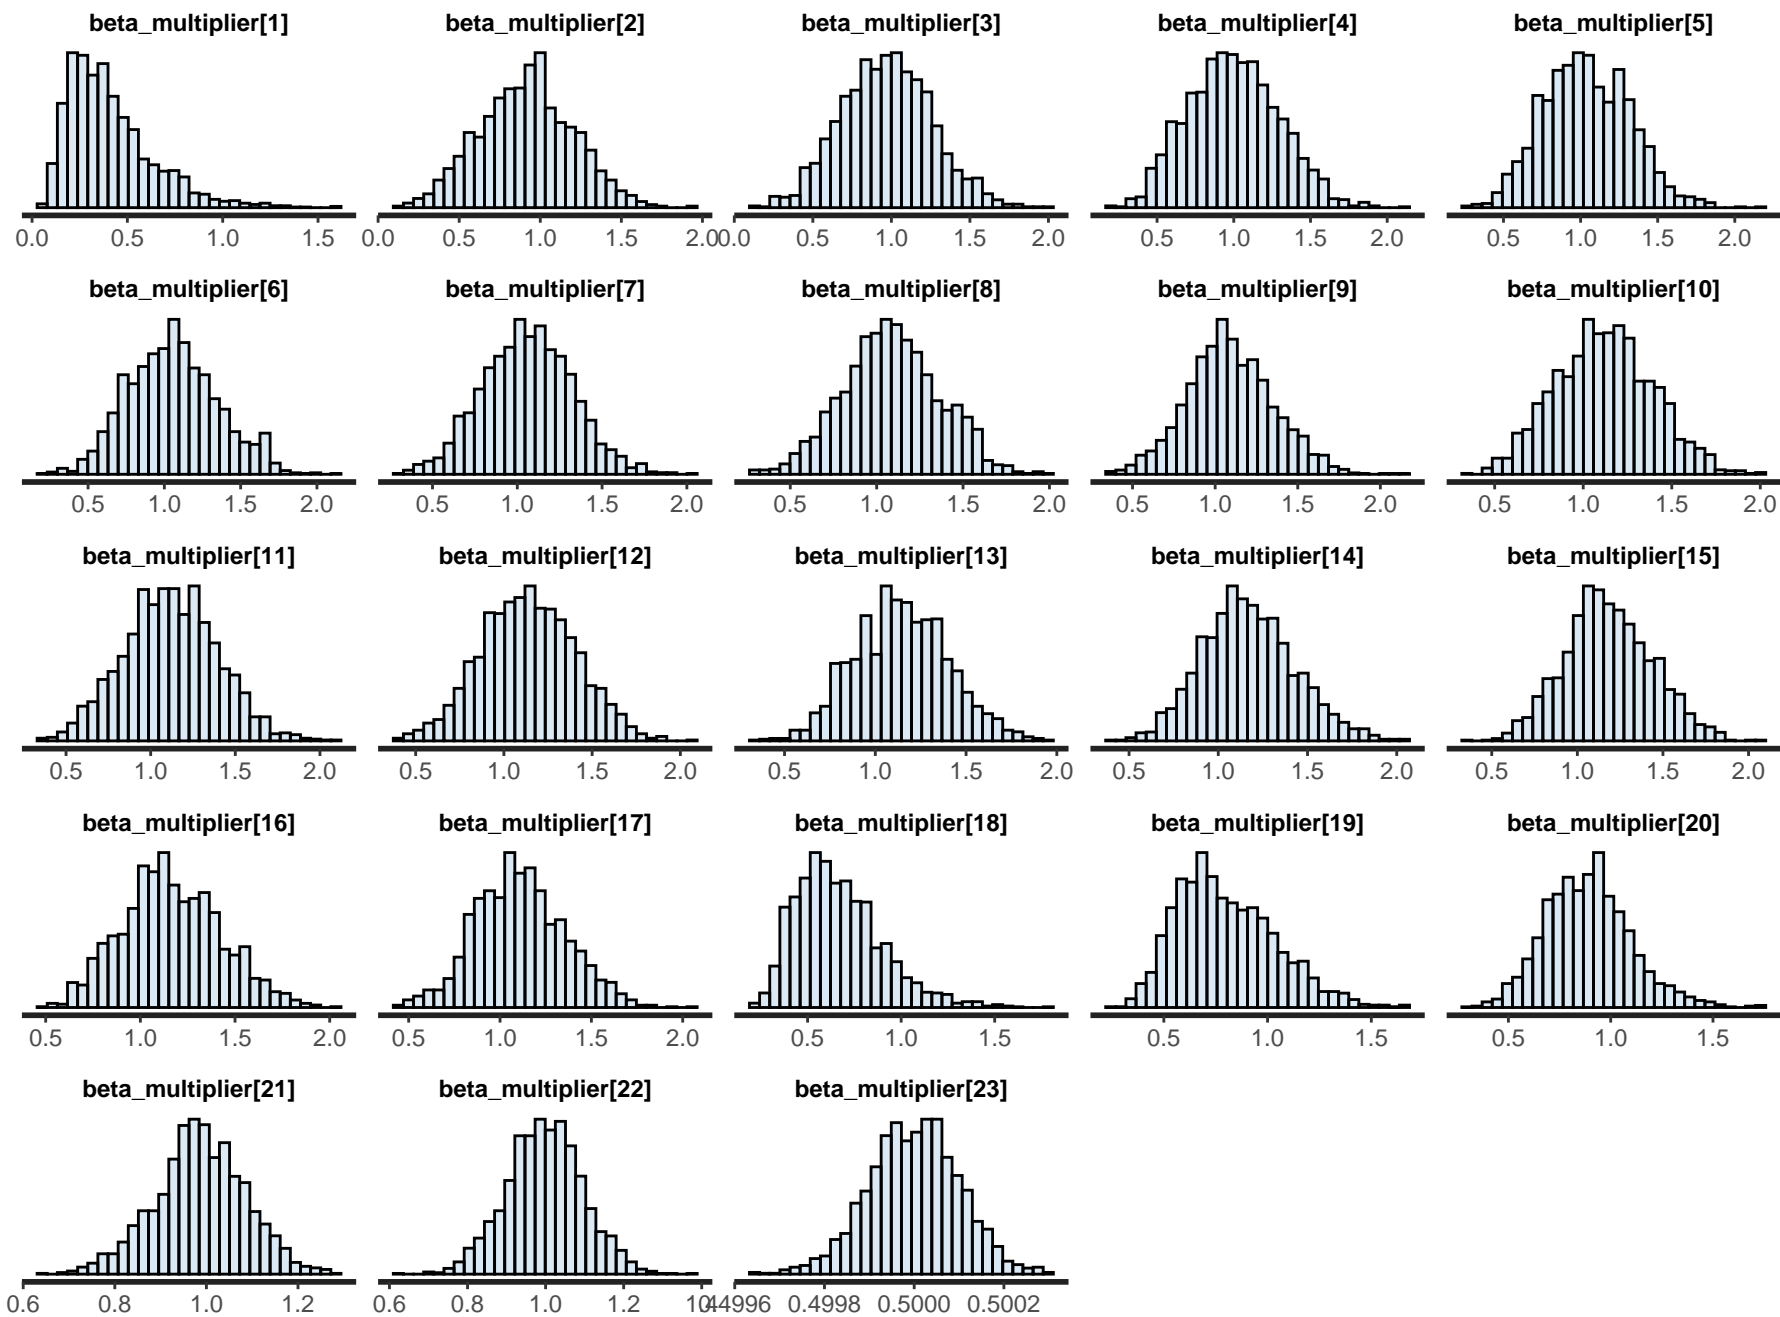 beta_multiplier[1] beta_multiplier[2] beta_multiplier[3] beta_multiplier[4] beta_multiplier[5]
0.0 0.5 1.0 1.5 0.0 0.5 1.0 1.5 2.0 0.0 0.5 1.0 1.5 2.0 0.5 1.0 1.5 2.0 0.5 1.0 1.5 2.0
beta_multiplier[6] beta_multiplier[7] beta_multiplier[8] beta_multiplier[9] beta_multiplier[10]
0.5 1.0 1.5 2.0 0.5 1.0 1.5 2.0 0.5 1.0 1.5 2.0 0.5 1.0 1.5 2.0 0.5 1.0 1.5 2.0
beta_multiplier[11] beta_multiplier[12] beta_multiplier[13] beta_multiplier[14] beta_multiplier[15]
0.5 1.0 1.5 2.0 0.5 1.0 1.5 2.0 0.5 1.0 1.5 2.0 0.5 1.0 1.5 2.0 0.5 1.0 1.5 2.0
beta_multiplier[16] beta_multiplier[17] beta_multiplier[18] beta_multiplier[19] beta_multiplier[20]
0.5 1.0 1.5 2.0 0.5 1.0 1.5 2.0 0.5 1.0 1.5 0.5 1.0 1.5 0.5 1.0 1.5
beta_multiplier[21] beta_multiplier[22] beta_multiplier[23]
0.6 0.8 1.0 1.2 0.6 0.8 1.0 1.2 0.4998 0.5000 0.5002